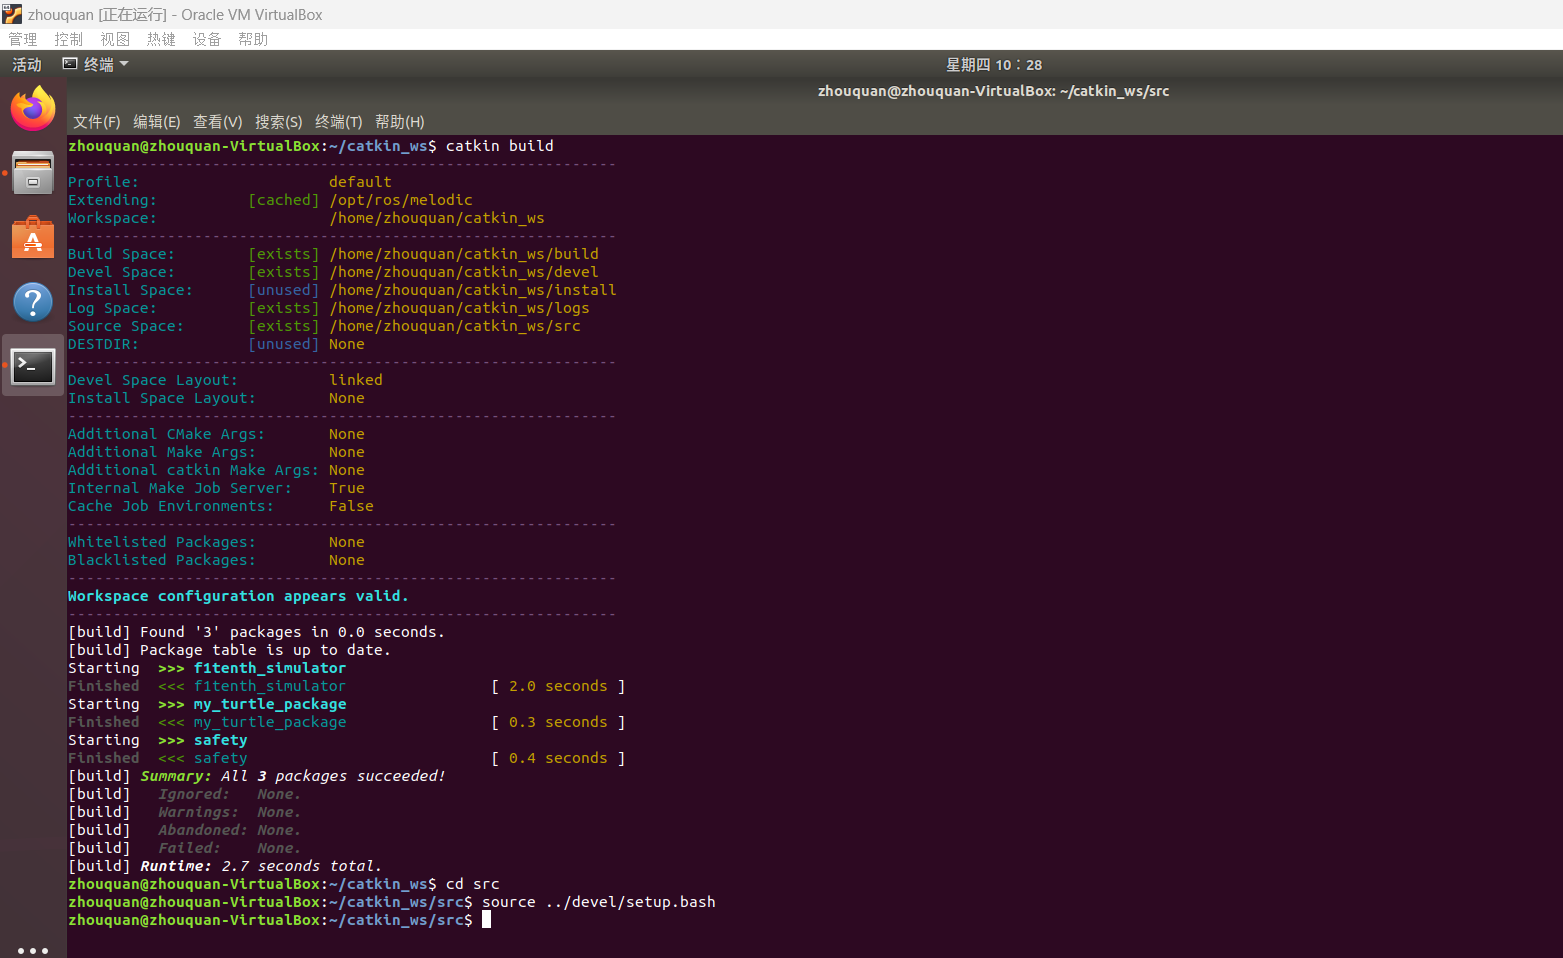 zhouquan [正在运行] - Oracle VM VirtualBox
管理 控制 视图 热键 设备 帮助
活动 终端 星期四 10：28
zhouquan@zhouquan-VirtualBox: ~/catkin_ws/src
文件(F) 编辑(E) 查看(V) 搜索(S) 终端(T) 帮助(H)
zhouquan@zhouquan-VirtualBox:~/catkin_ws$ catkin build
-------------------------------------------------------------
Profile: default
Extending: [cached] /opt/ros/melodic
Workspace: /home/zhouquan/catkin_ws
-------------------------------------------------------------
Build Space: [exists] /home/zhouquan/catkin_ws/build
Devel Space: [exists] /home/zhouquan/catkin_ws/devel
Install Space: [unused] /home/zhouquan/catkin_ws/install
Log Space: [exists] /home/zhouquan/catkin_ws/logs
Source Space: [exists] /home/zhouquan/catkin_ws/src
DESTDIR: [unused] None
-------------------------------------------------------------
Devel Space Layout: linked
Install Space Layout: None
-------------------------------------------------------------
Additional CMake Args: None
Additional Make Args: None
Additional catkin Make Args: None
Internal Make Job Server: True
Cache Job Environments: False
-------------------------------------------------------------
Whitelisted Packages: None
Blacklisted Packages: None
-------------------------------------------------------------
Workspace configuration appears valid.
-------------------------------------------------------------
[build] Found '3' packages in 0.0 seconds.
[build] Package table is up to date.
Starting >>> f1tenth_simulator
Finished <<< f1tenth_simulator [ 2.0 seconds ]
Starting >>> my_turtle_package
Finished <<< my_turtle_package [ 0.3 seconds ]
Starting >>> safety
Finished <<< safety [ 0.4 seconds ]
[build] Summary: All 3 packages succeeded!
[build] Ignored: None.
[build] Warnings: None.
[build] Abandoned: None.
[build] Failed: None.
[build] Runtime: 2.7 seconds total.
zhouquan@zhouquan-VirtualBox:~/catkin_ws$ cd src
zhouquan@zhouquan-VirtualBox:~/catkin_ws/src$ source ../devel/setup.bash
zhouquan@zhouquan-VirtualBox:~/catkin_ws/src$